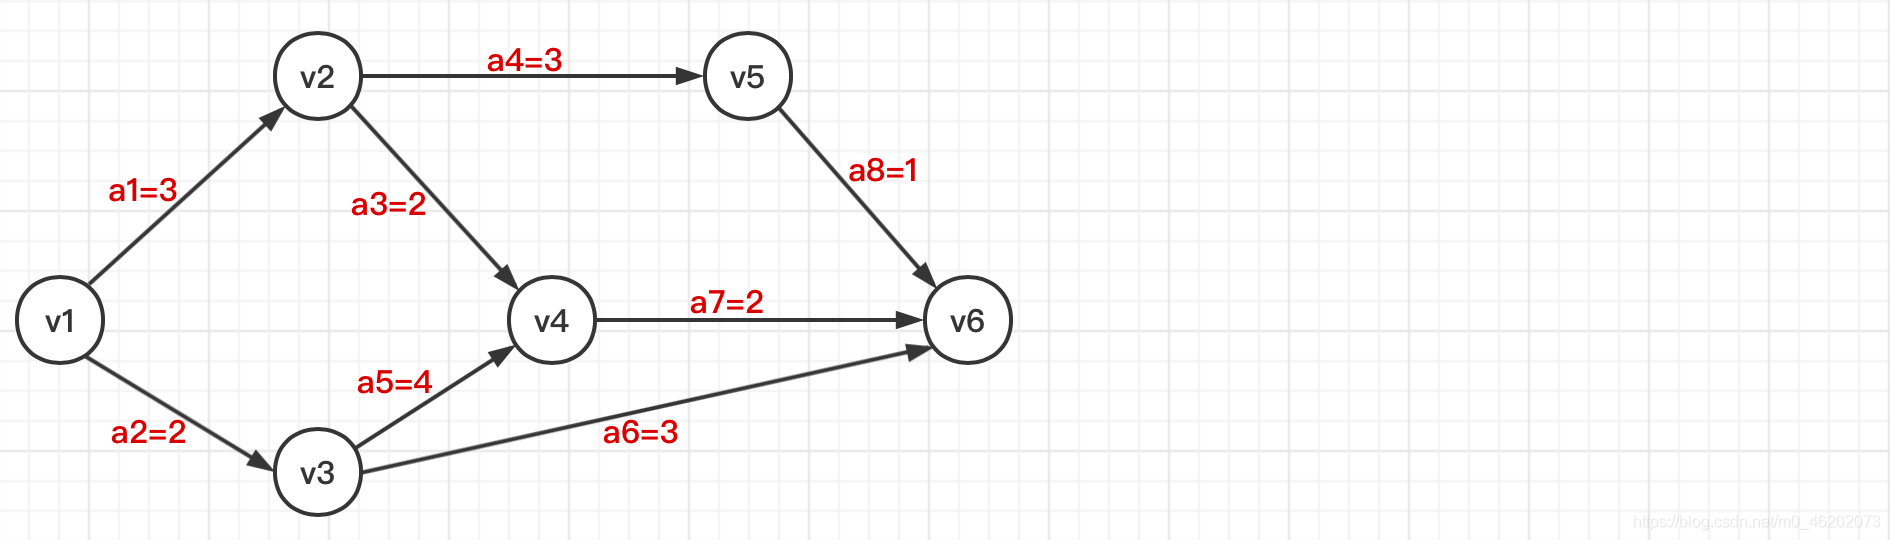 v2
a4=3
v5
a1=3
a3=2
a8=1
v1
v4
a7=2
v6
a5=4
a2=2
a6=3
v3
https://blog.csdn.net/m0_46202073